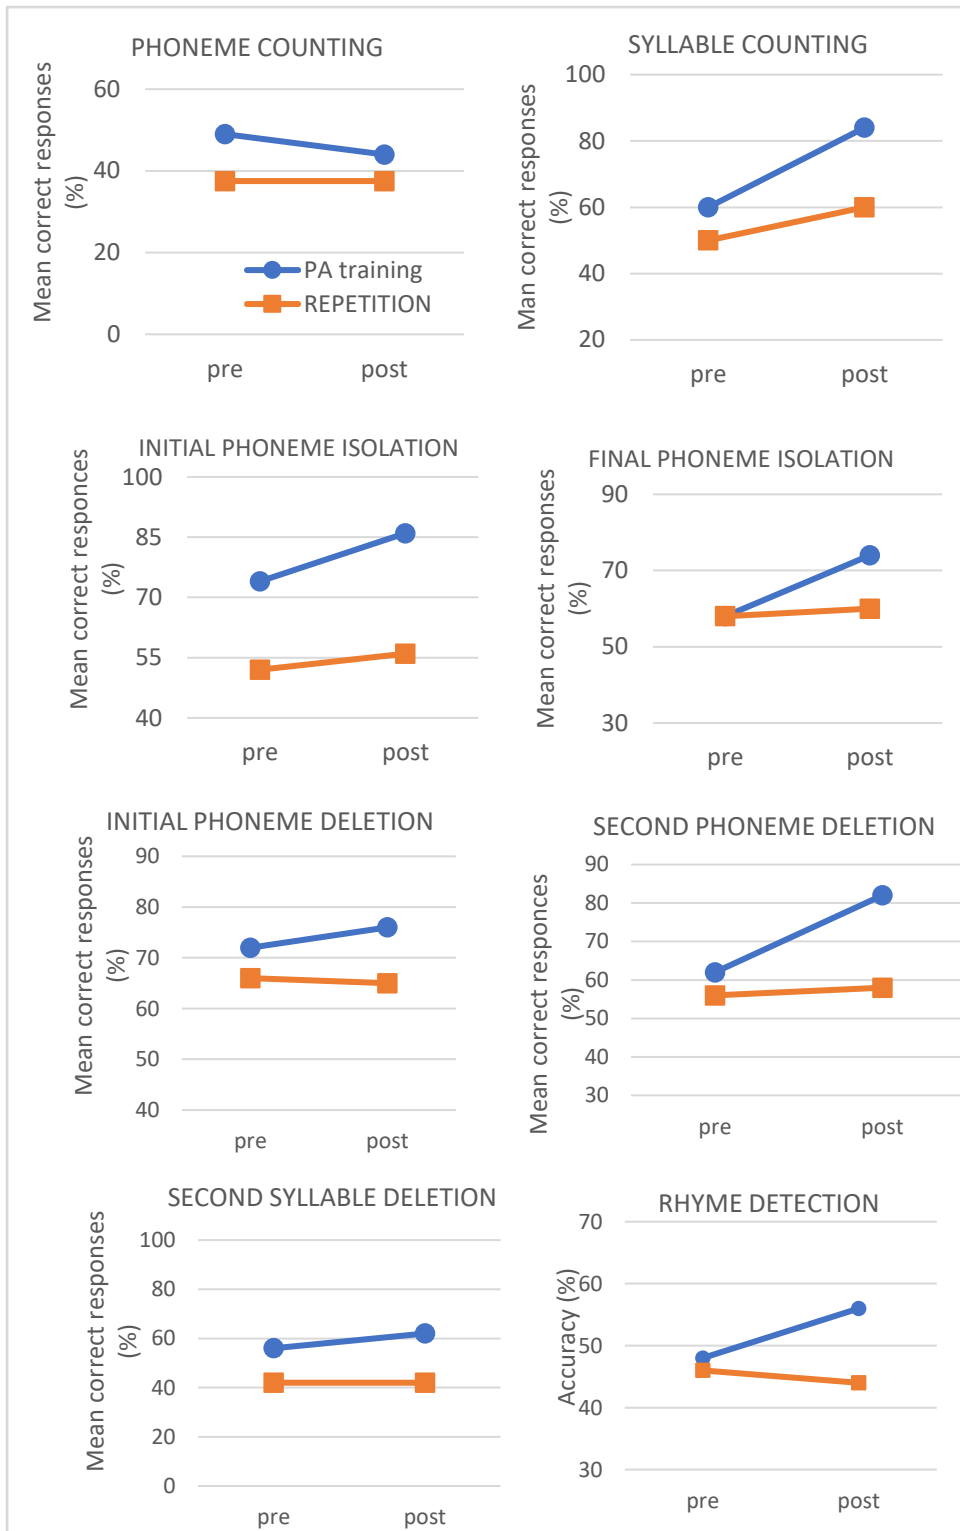 PHONEME COUNTING
Mean correct responses
(%)
60
40
20
0
PA training
REPETITION
pre post
SYLLABLE COUNTING
Man correct responses
(%)
100
80
60
40
20
pre post
INITIAL PHONEME ISOLATION
Mean correct responces
(%)
100
85
70
55
40
pre post
FINAL PHONEME ISOLATION
Mean correct responses
(%)
90
70
50
30
pre post
INITIAL PHONEME DELETION
Mean correct responses
(%)
90
80
70
60
50
40
pre post
SECOND PHONEME DELETION
Mean correct responces
(%)
90
80
70
60
50
40
30
pre post
SECOND SYLLABLE DELETION
Mean correct responses
(%)
100
80
60
40
20
0
pre post
RHYME DETECTION
Accuracy (%)
70
60
50
40
30
pre post